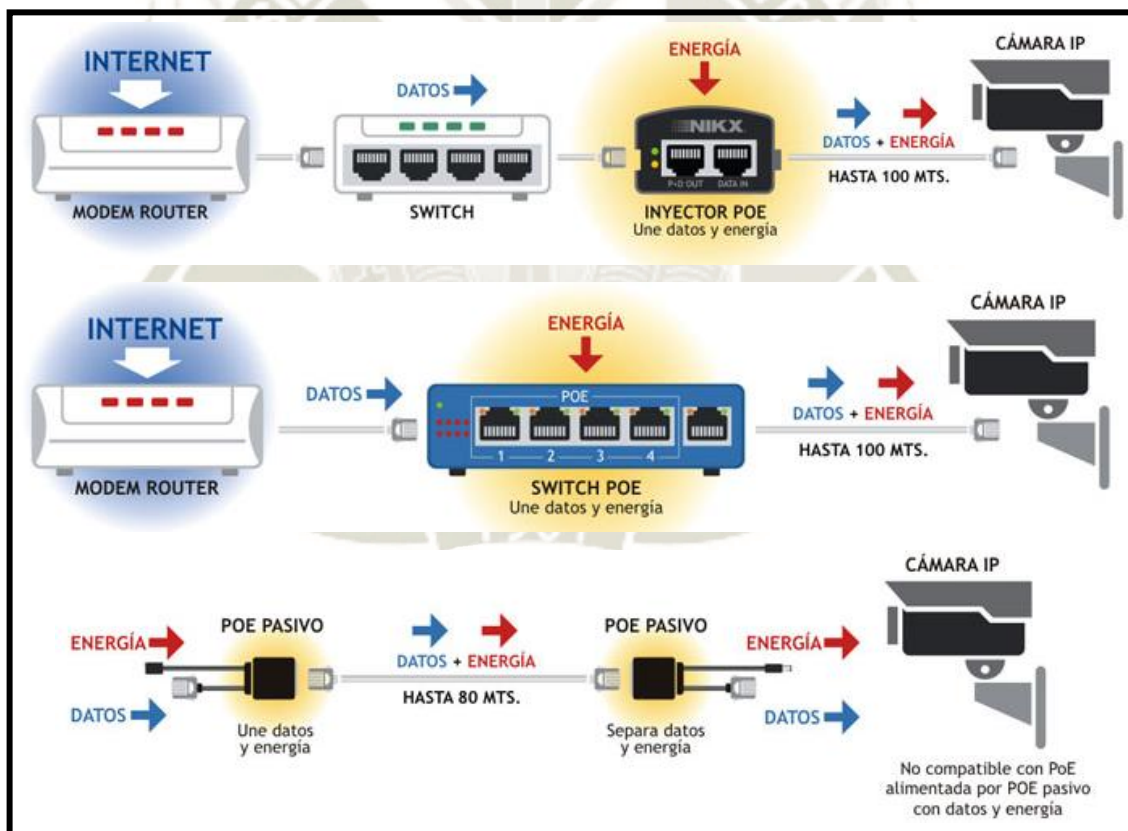 INTERNET
MODEM ROUTER
DATOS
SWITCH
ENERGÍA
NIKX
P+D OUT DATA IN
INYECTOR POE
Une datos y energía
DATOS + ENERGÍA
HASTA 100 MTS.
CÁMARA IP
INTERNET
MODEM ROUTER
DATOS
ENERGÍA
POE
1 2 3 4
SWITCH POE
Une datos y energía
DATOS + ENERGÍA
HASTA 100 MTS.
CÁMARA IP
ENERGÍA
DATOS
POE PASIVO
Une datos
y energía
DATOS + ENERGÍA
HASTA 80 MTS.
POE PASIVO
Separa datos
y energía
ENERGÍA
DATOS
CÁMARA IP
No compatible con PoE
alimentada por POE pasivo
con datos y energía